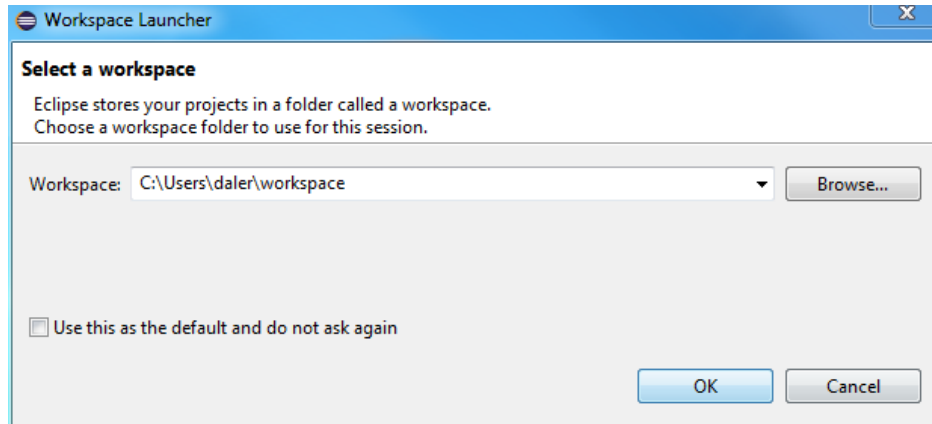 Workspace Launcher
Select a workspace
Eclipse stores your projects in a folder called a workspace.
Choose a workspace folder to use for this session.
Workspace: C:\Users\daler\workspace Browse...
Use this as the default and do not ask again
OK Cancel